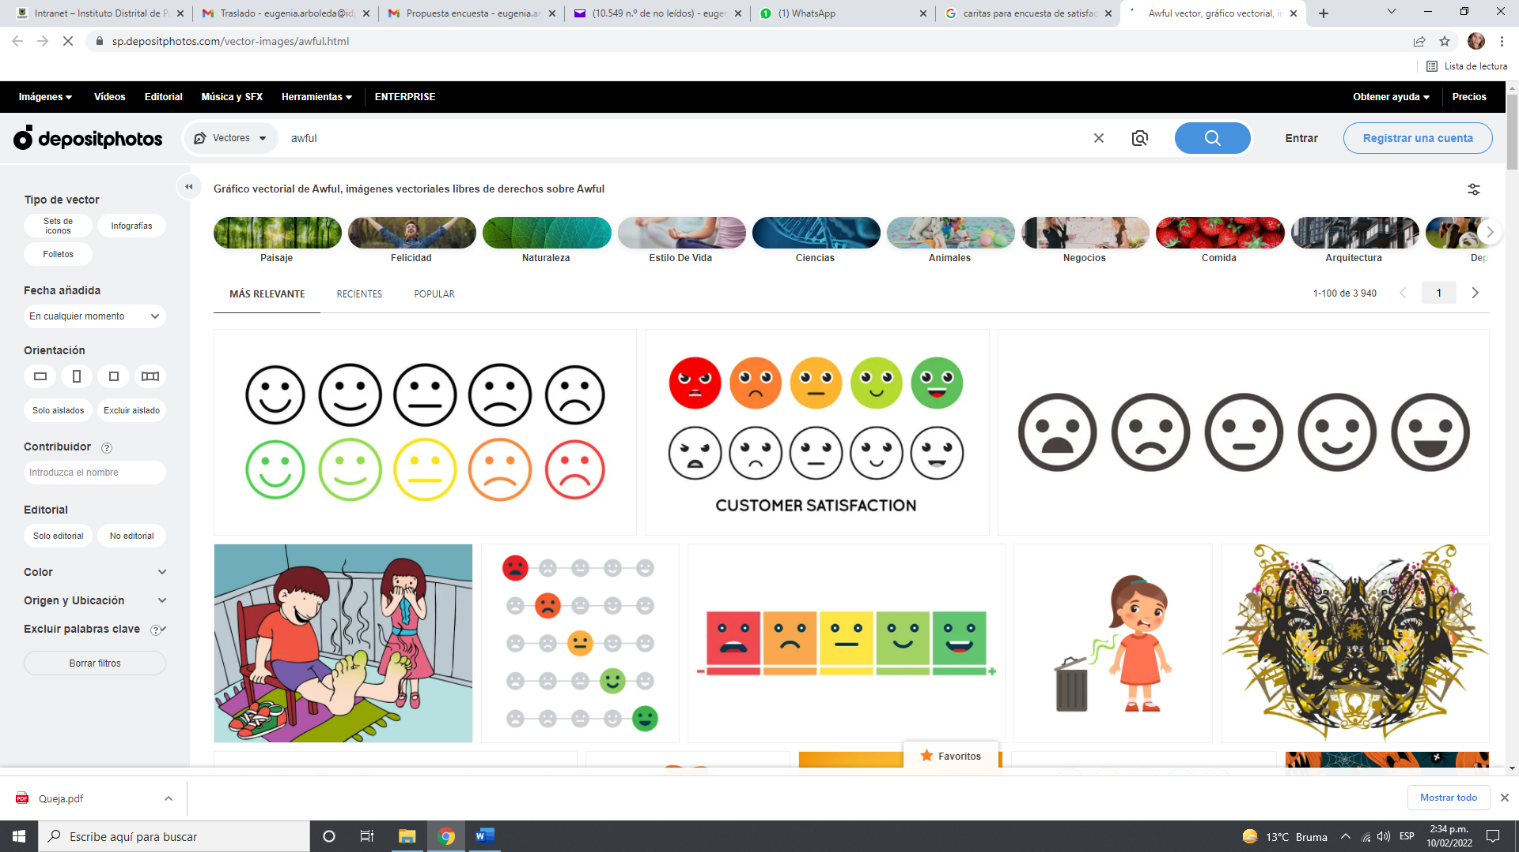 Intranet – Instituto Distrital de P
Traslado - eugenia.arboleda@id
Propuesta encuesta - eugenia.ar
(10.549 n.º de no leídos) - euger
(1) WhatsApp
caritas para encuesta de satisfac
Awful vector, gráfico vectorial, i
sp.depositphotos.com/vector-images/awful.html
Lista de lectura
Imágenes
Vídeos
Editorial
Música y SFX
Herramientas
ENTERPRISE
Obtener ayuda
Precios
depositphotos
Vectores
awful
Entrar
Registrar una cuenta
Tipo de vector
Sets de
iconos
Infografías
Folletos
Fecha añadida
En cualquier momento
Orientación
Solo aislados
Excluir aislado
Contribuidor ?
Introduzca el nombre
Editorial
Solo editorial
No editorial
Color
Origen y Ubicación
Excluir palabras clave ?
Borrar filtros
Gráfico vectorial de Awful, imágenes vectoriales libres de derechos sobre Awful
Paisaje
Felicidad
Naturaleza
Estilo De Vida
Ciencias
Animales
Negocios
Comida
Arquitectura
Dep
MÁS RELEVANTE
RECIENTES
POPULAR
1-100 de 3 940
1
CUSTOMER SATISFACTION
- +
Favoritos
PDF
Queja.pdf
Mostrar todo
Escribe aquí para buscar
13°C Bruma
ESP
2:34 p.m.
10/02/2022